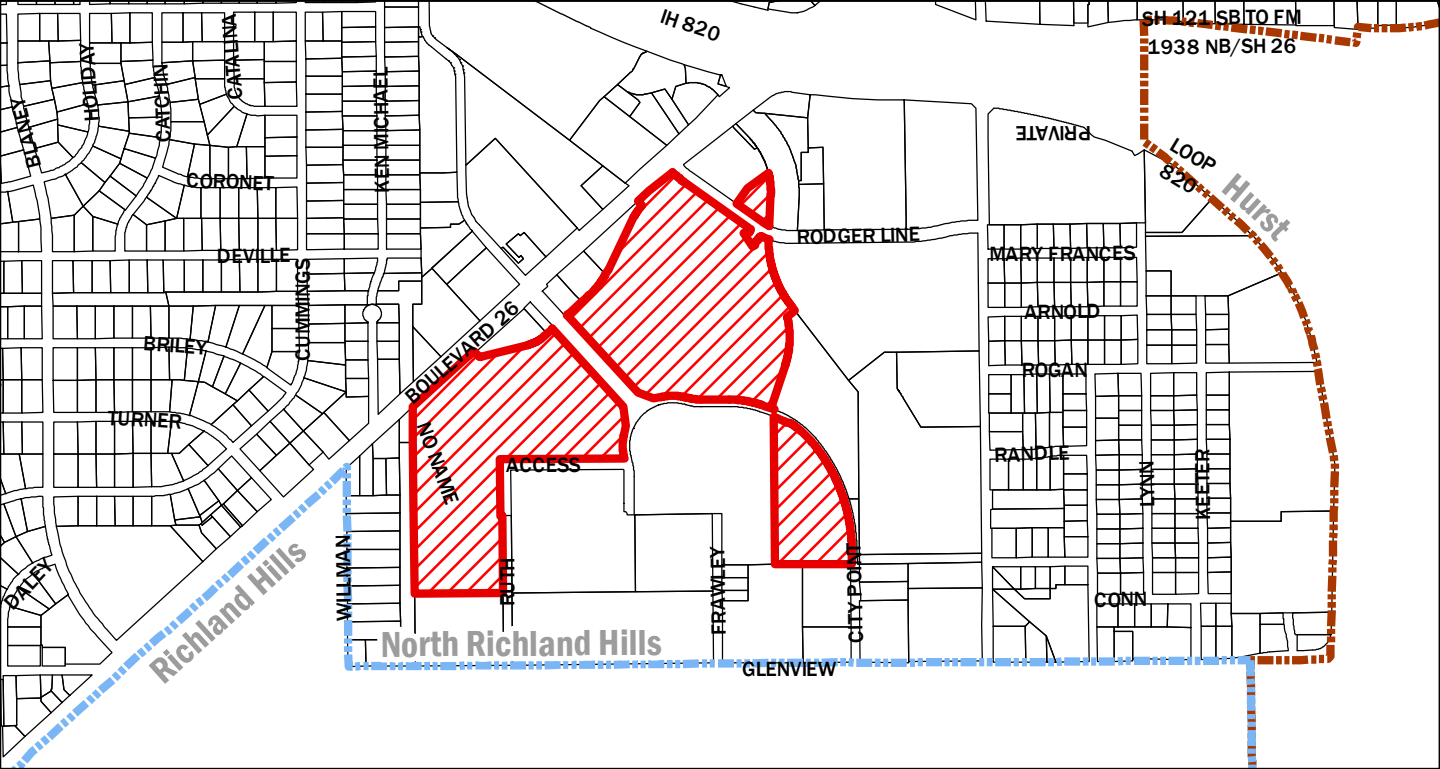 IH 820
SH 121 SB TO FM
1938 NB/SH 26
BLANEY
HOLIDAY
CATCHIN
CATALINA
KEN MICHAEL
CORONET
PRIVATE
LOOP
820
Hurst
DEVILLE
CUMMINGS
RODGER LINE
MARY FRANCES
ARNOLD
BRILEY
BOULEVARD 26
ROGAN
TURNER
NO NAME
ACCESS
RANDLE
LYNN
KEETER
DALEY
Richland Hills
WILLMAN
RUTH
FRAWLEY
CITY POINT
CONN
North Richland Hills
GLENVIEW